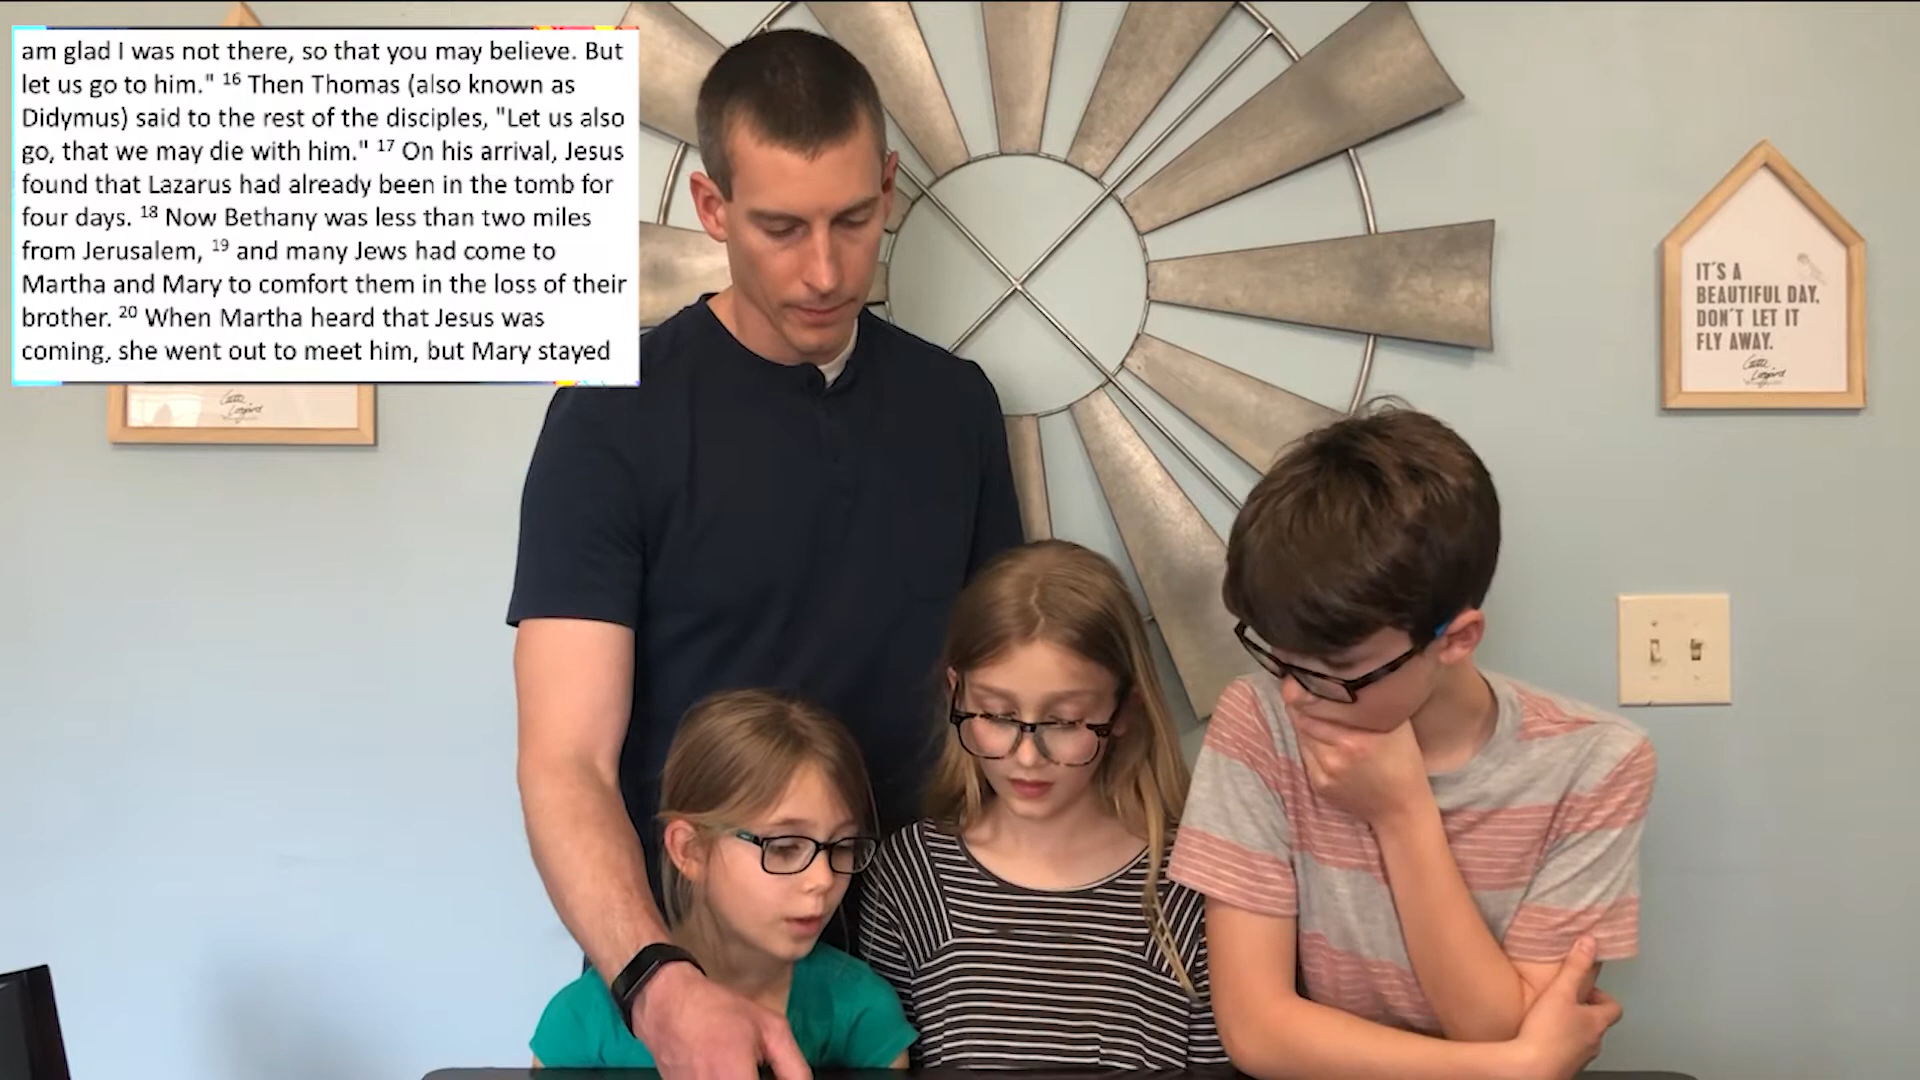 am glad I was not there, so that you may believe. But
let us go to him." 16 Then Thomas (also known as
Didymus) said to the rest of the disciples, "Let us also
go, that we may die with him." 17 On his arrival, Jesus
found that Lazarus had already been in the tomb for
four days. 18 Now Bethany was less than two miles
from Jerusalem, 19 and many Jews had come to
Martha and Mary to comfort them in the loss of their
brother. 20 When Martha heard that Jesus was
coming, she went out to meet him, but Mary stayed
IT'S A
BEAUTIFUL DAY,
DON'T LET IT
FLY AWAY.